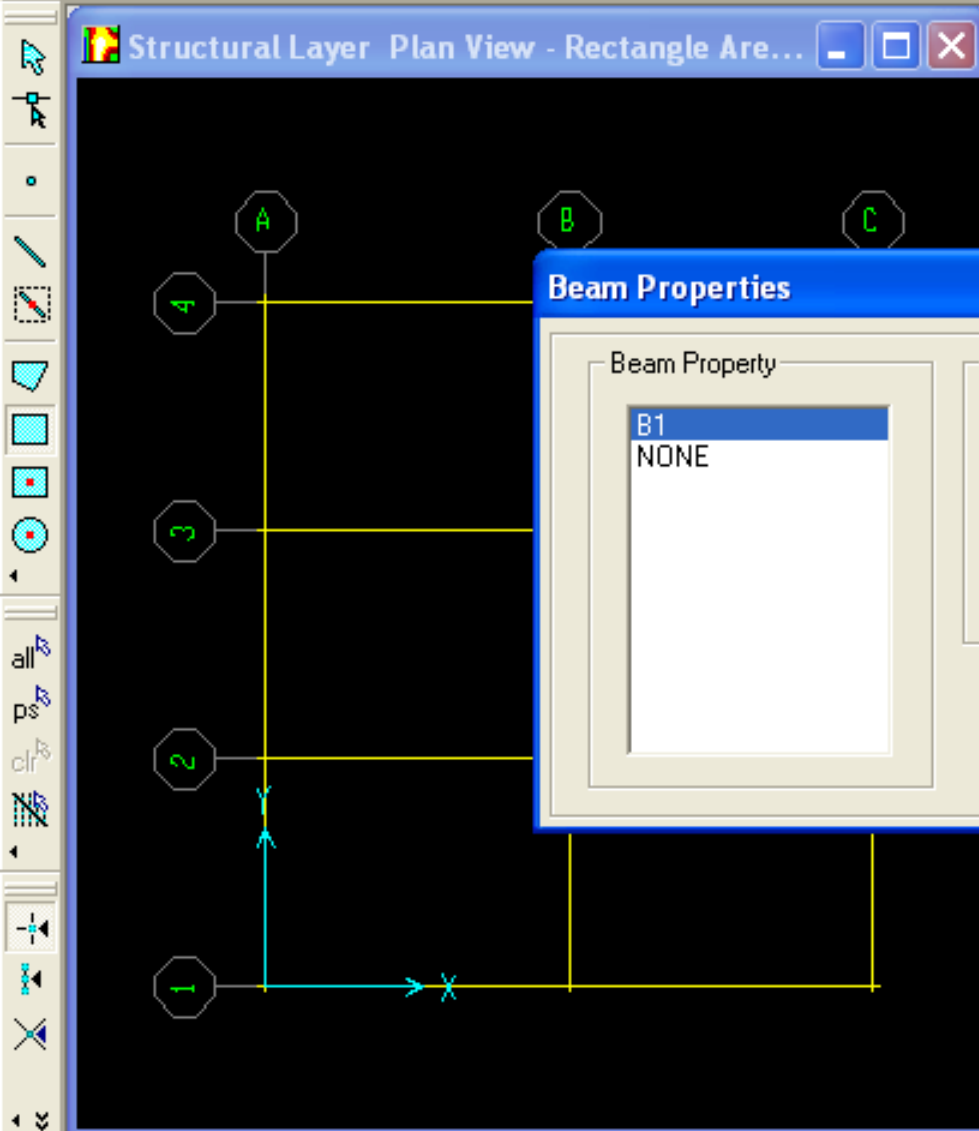 Structural Layer Plan View - Rectangle Are...
A
B
C
4
Beam Properties
Beam Property
B1
NONE
3
all
ps
clr
2
Y
1
X